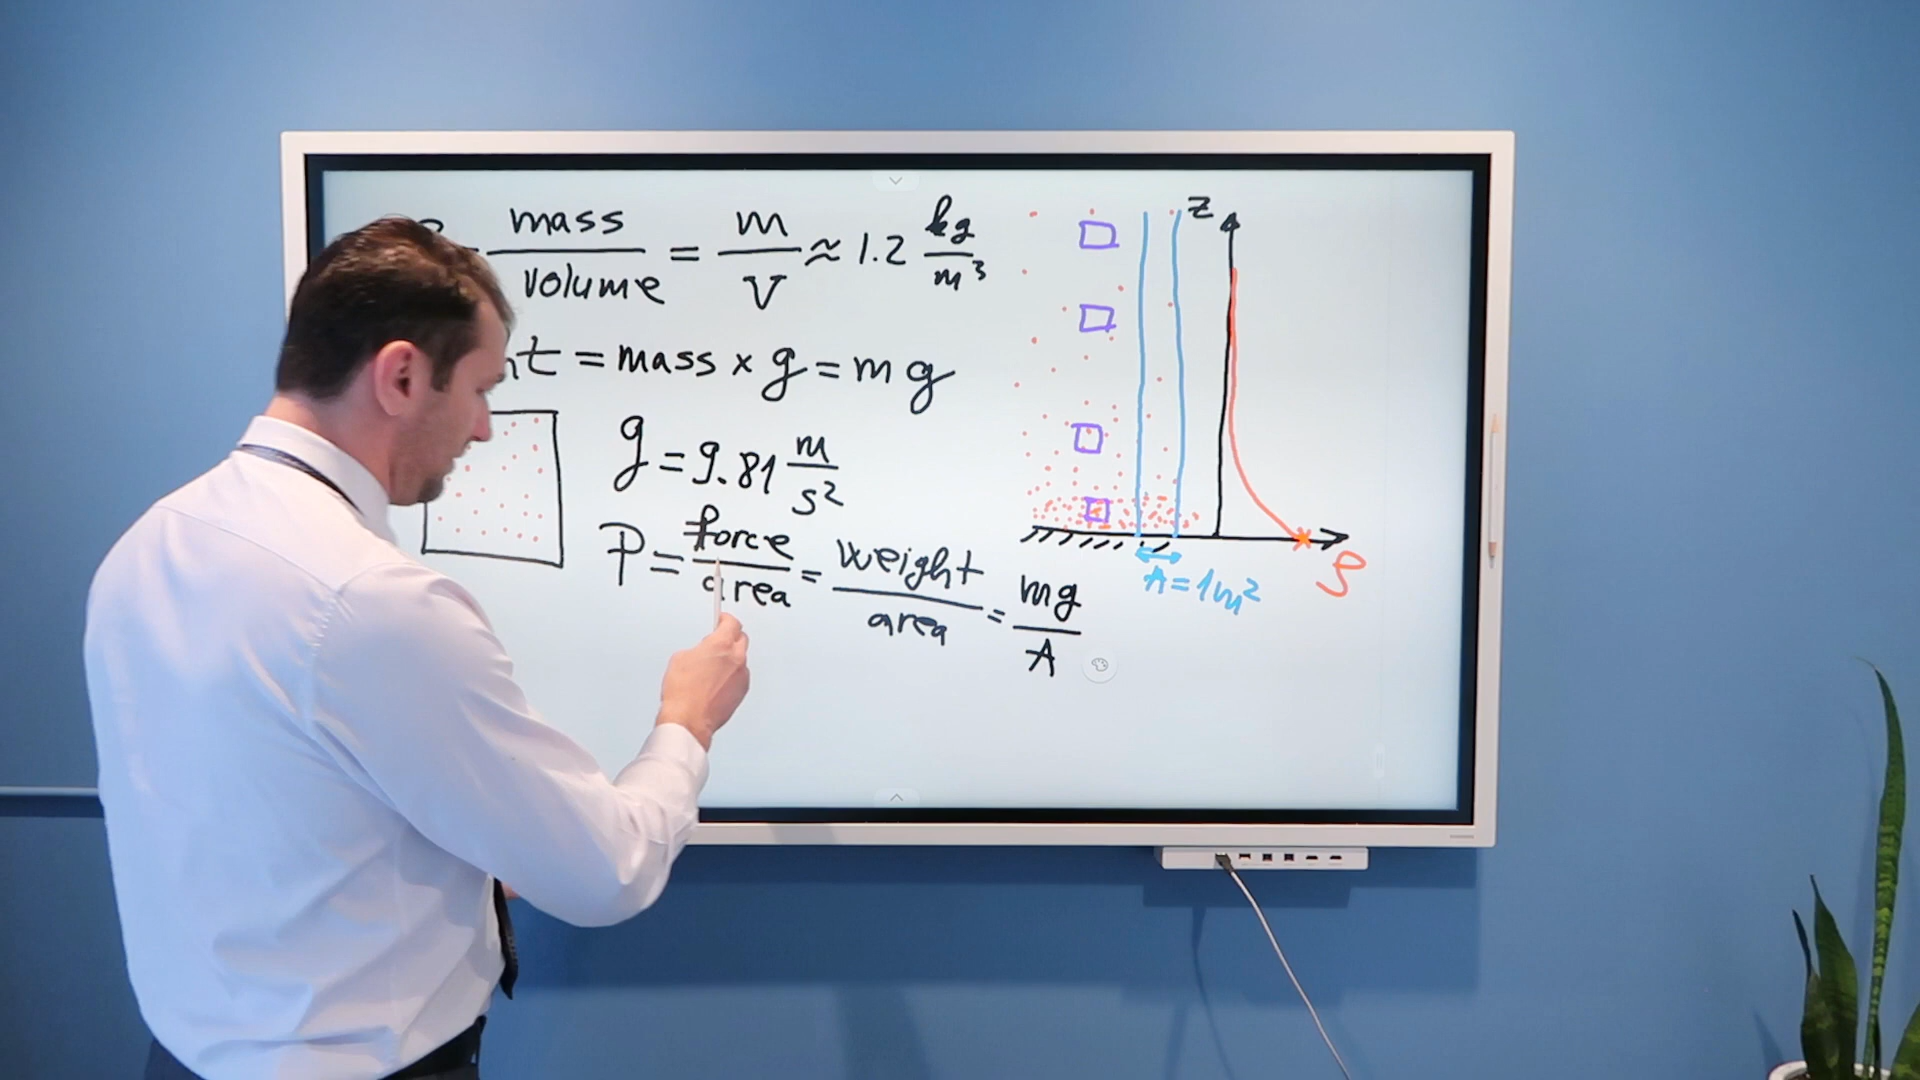 mass / volume = m / V ≈ 1.2 kg / m³
= mass × g = mg
g = 9.81 m / s²
P = force / area = weight / area = mg / A
z
A = 1m²
ρ